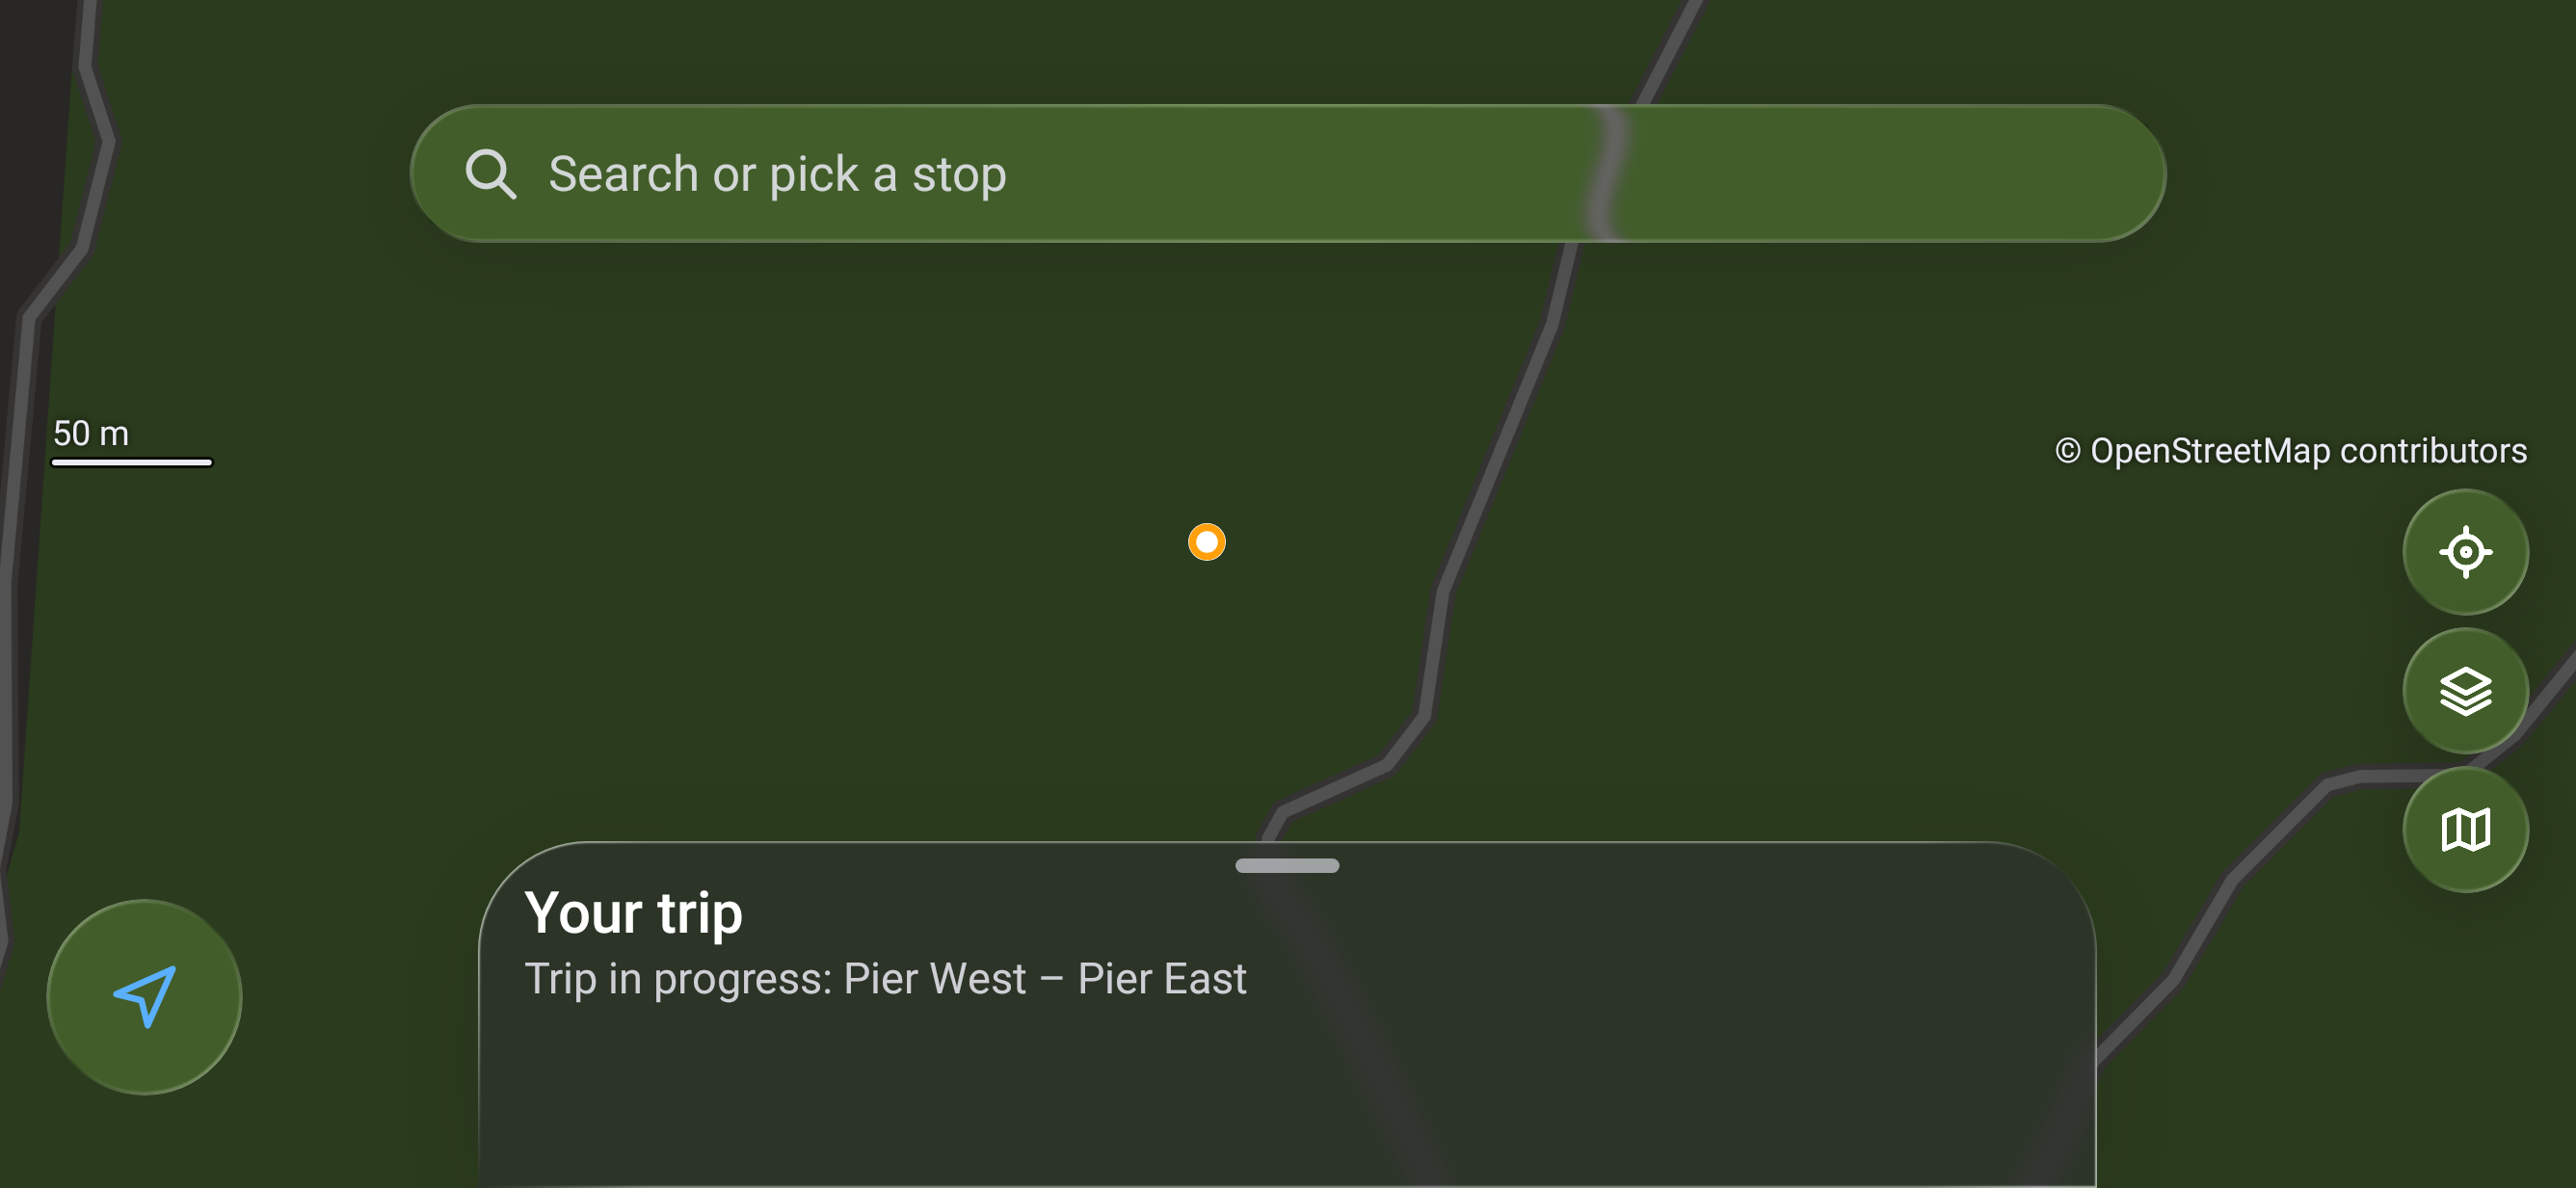 Search or pick a stop
50 m
© OpenStreetMap contributors
Your trip
Trip in progress: Pier West – Pier East